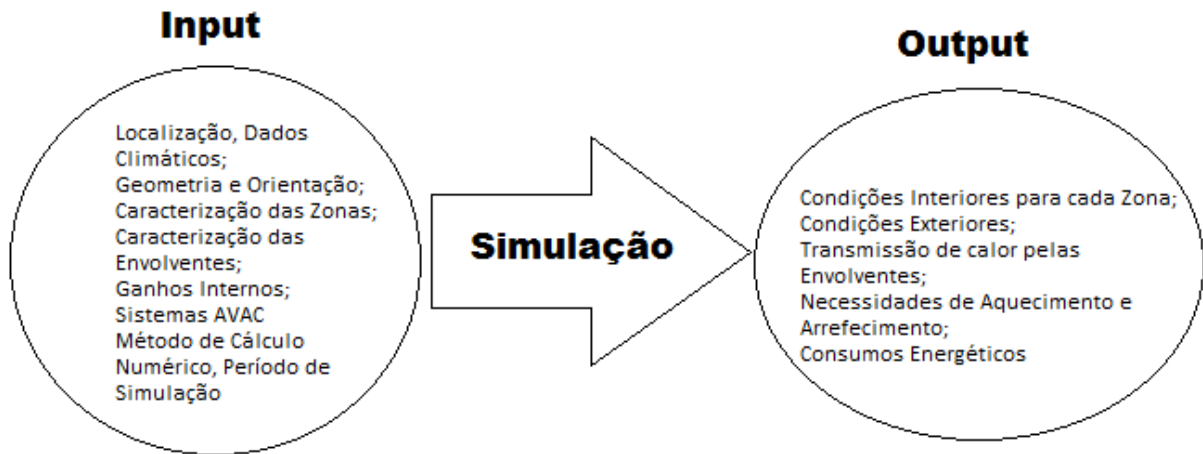 Input
Localização, Dados
Climáticos;
Geometria e Orientação;
Caracterização das Zonas;
Caracterização das
Envolventes;
Ganhos Internos;
Sistemas AVAC
Método de Cálculo
Numérico, Período de
Simulação
Simulação
Output
Condições Interiores para cada Zona;
Condições Exteriores;
Transmissão de calor pelas
Envolventes;
Necessidades de Aquecimento e
Arrefecimento;
Consumos Energéticos